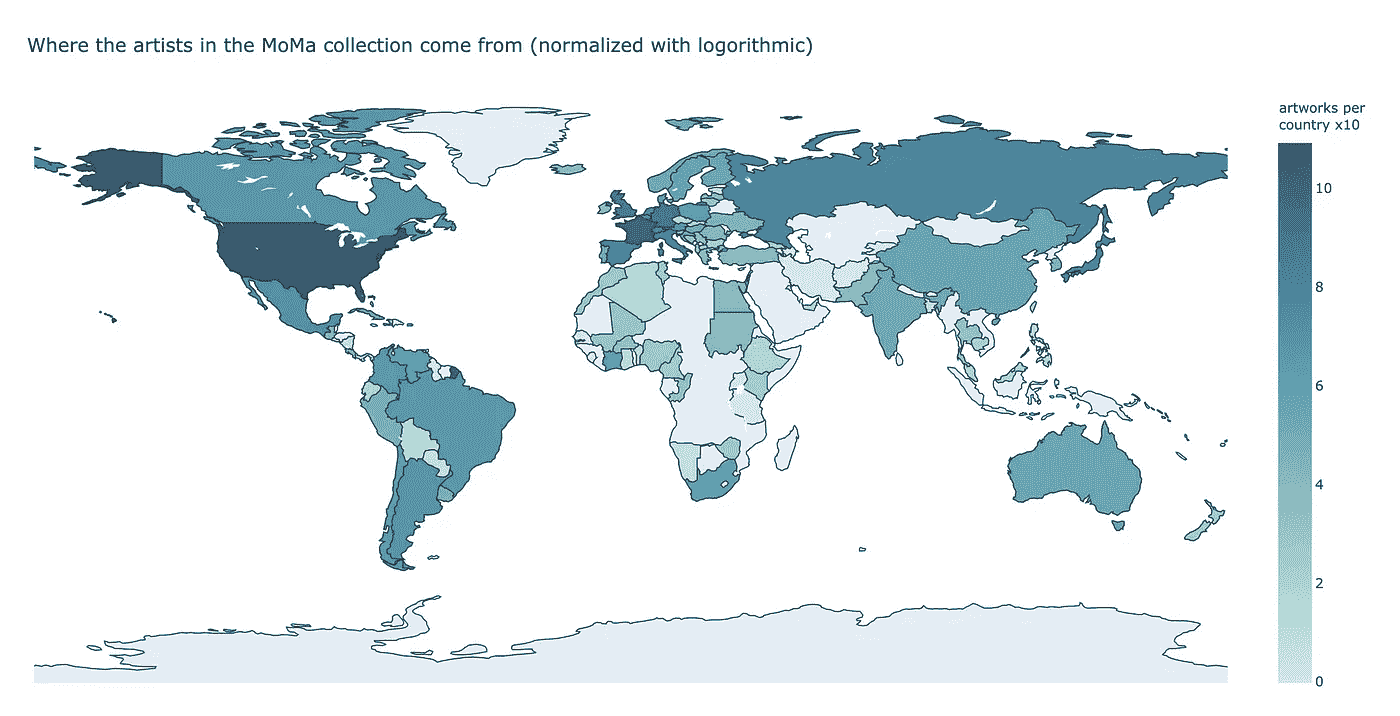 Where the artists in the MoMa collection come from (normalized with logorithmic)
artworks per
country x10
10
8
6
4
2
0